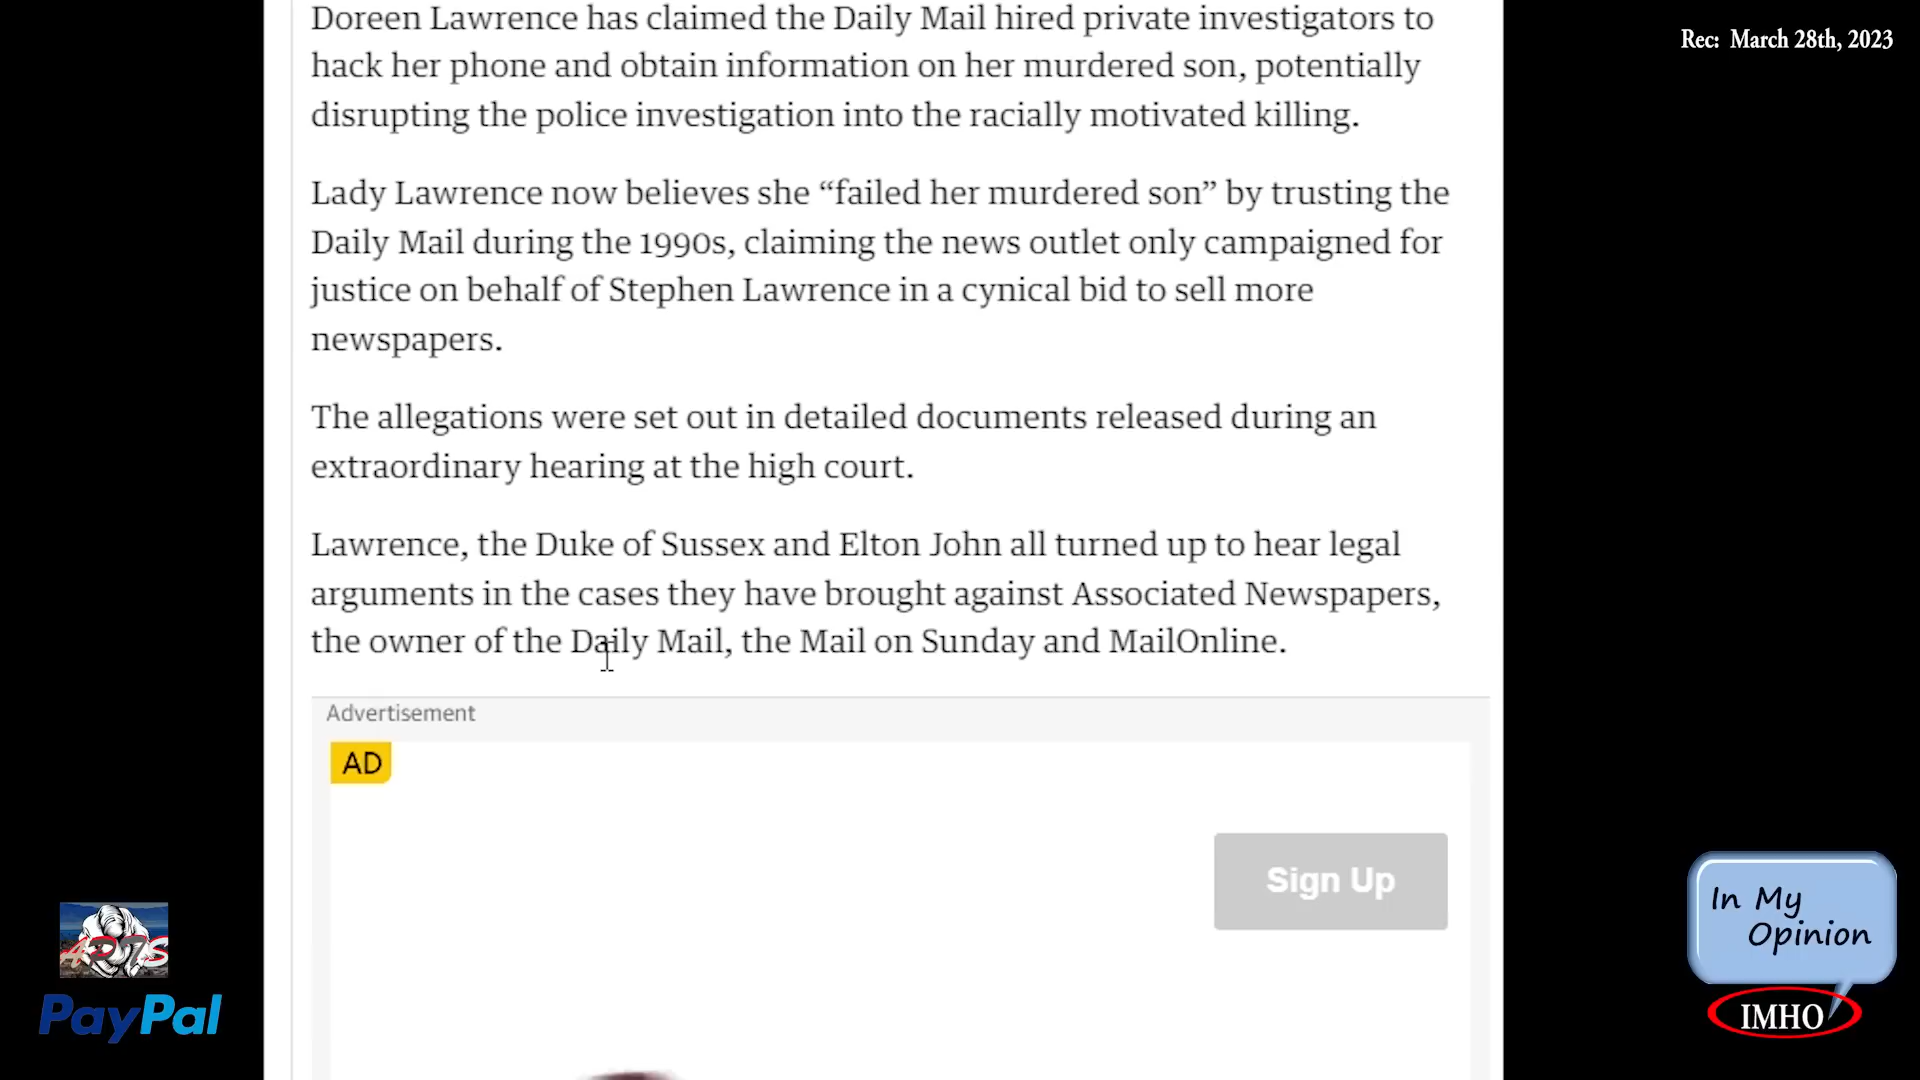 Doreen Lawrence has claimed the Daily Mail hired private investigators to
hack her phone and obtain information on her murdered son, potentially
disrupting the police investigation into the racially motivated killing.
Lady Lawrence now believes she “failed her murdered son” by trusting the
Daily Mail during the 1990s, claiming the news outlet only campaigned for
justice on behalf of Stephen Lawrence in a cynical bid to sell more
newspapers.
The allegations were set out in detailed documents released during an
extraordinary hearing at the high court.
Lawrence, the Duke of Sussex and Elton John all turned up to hear legal
arguments in the cases they have brought against Associated Newspapers,
the owner of the Daily Mail, the Mail on Sunday and MailOnline.
Advertisement
AD
Sign Up
Rec: March 28th, 2023
PayPal
In My
Opinion
IMHO